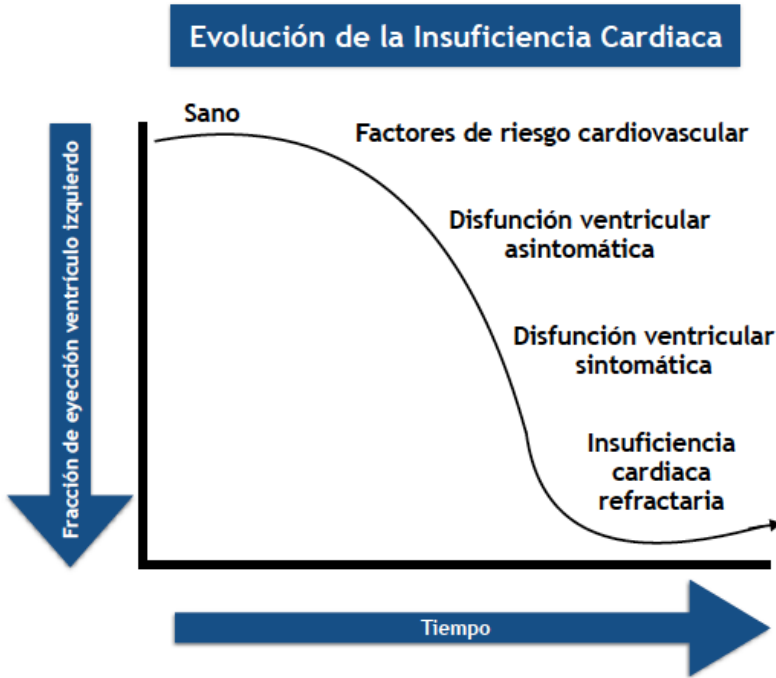 Evolución de la Insuficiencia Cardiaca
Sano
Factores de riesgo cardiovascular
Disfunción ventricular
asintomática
Disfunción ventricular
sintomática
Insuficiencia
cardiaca
refractaria
Fracción de eyección ventrículo izquierdo
Tiempo